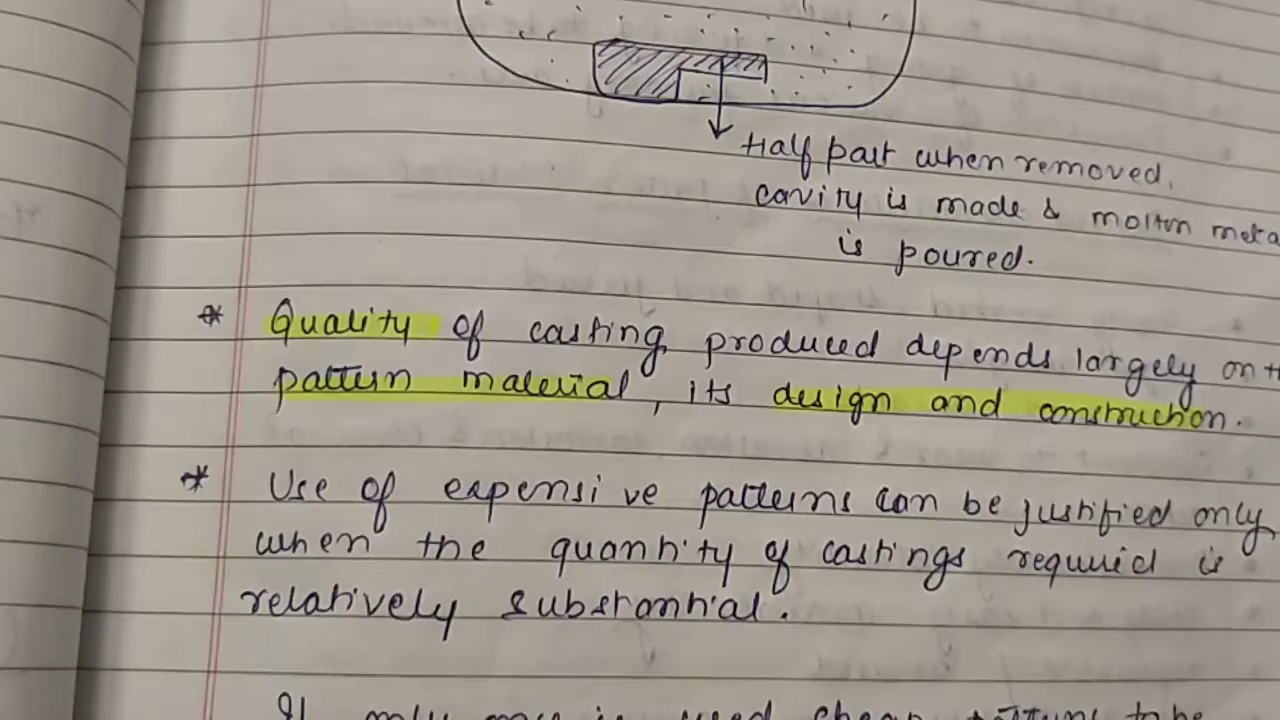 Half part when removed.
cavity is made & molten meta
is poured.
* Quality of casting produced depends largely on
pattern material, its design and construction.
* Use of expensive patterns can be justified only
when the quantity of castings required is
relatively substantial.